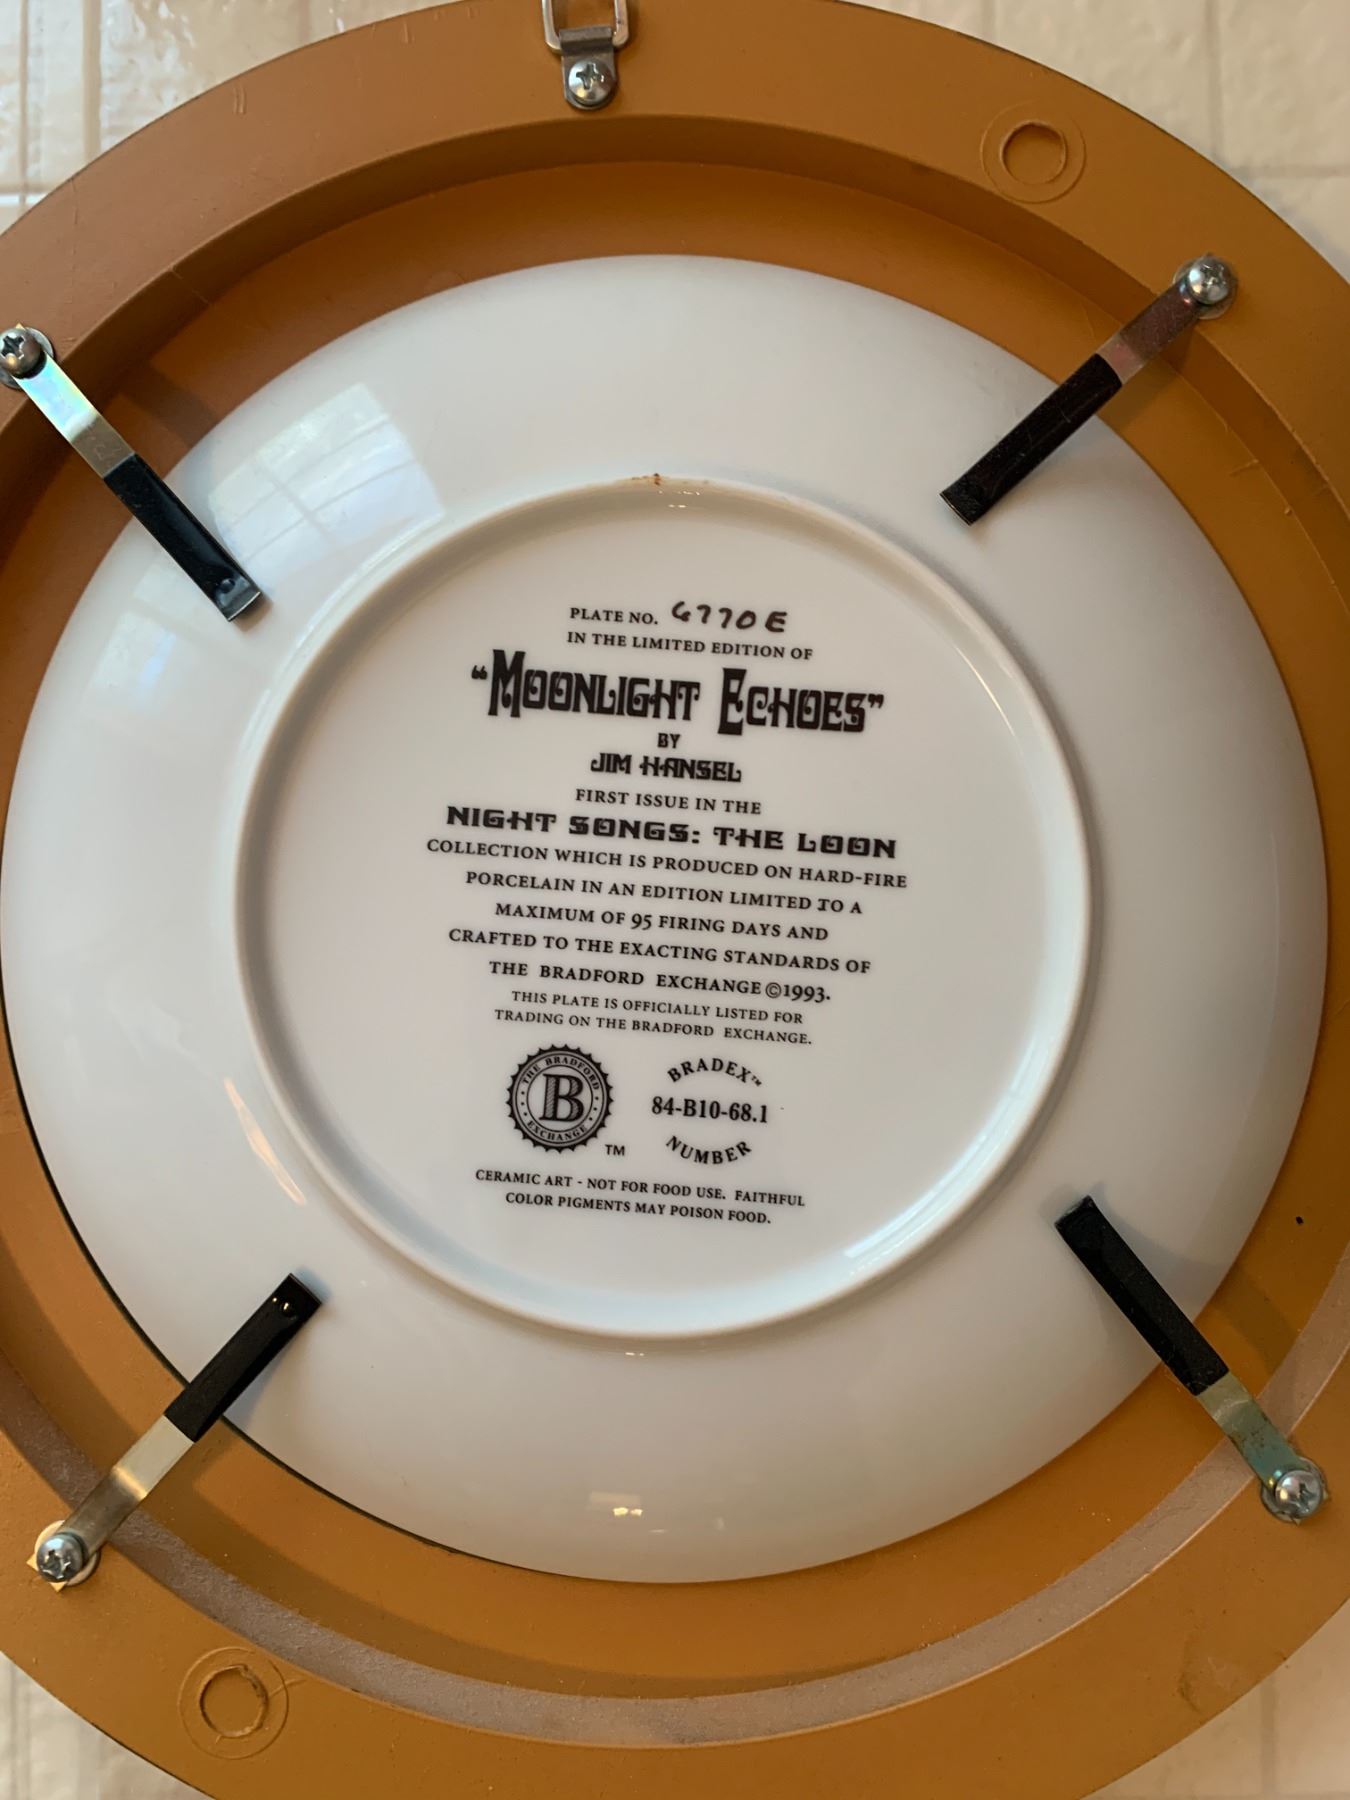 PLATE NO. 6770E
IN THE LIMITED EDITION OF
"MOONLIGHT ECHOES"
BY
JIM HANSEL
FIRST ISSUE IN THE
NIGHT SONGS: THE LOON
COLLECTION WHICH IS PRODUCED ON HARD-FIRE
PORCELAIN IN AN EDITION LIMITED TO A
MAXIMUM OF 95 FIRING DAYS AND
CRAFTED TO THE EXACTING STANDARDS OF
THE BRADFORD EXCHANGE ©1993.
THIS PLATE IS OFFICIALLY LISTED FOR
TRADING ON THE BRADFORD EXCHANGE.
THE BRADFORD
B
EXCHANGE
TM
BRADEX™
84-B10-68.1
NUMBER
CERAMIC ART - NOT FOR FOOD USE. FAITHFUL
COLOR PIGMENTS MAY POISON FOOD.